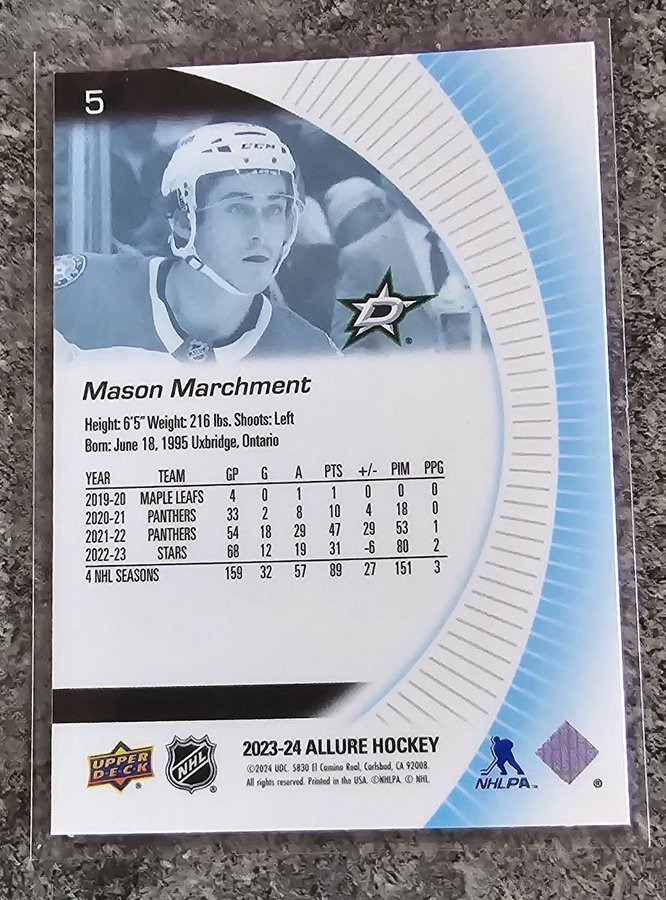 5
CCM
D
Mason Marchment
Height: 6'5" Weight: 216 lbs. Shoots: Left
Born: June 18, 1995 Uxbridge, Ontario
YEAR TEAM GP G A PTS +/- PIM PPG
2019-20 MAPLE LEAFS 4 0 1 1 0 0 0
2020-21 PANTHERS 33 2 8 10 4 18 0
2021-22 PANTHERS 54 18 29 47 29 53 1
2022-23 STARS 68 12 19 31 -6 80 2
4 NHL SEASONS 159 32 57 89 27 151 3
UPPER
D·E·C·K
®
NHL
®
2023-24 ALLURE HOCKEY
©2024 UDC. 5830 El Camino Real, Carlsbad, CA 92008.
All rights reserved. Printed in the USA. ©NHLPA. © NHL.
NHLPA™
®